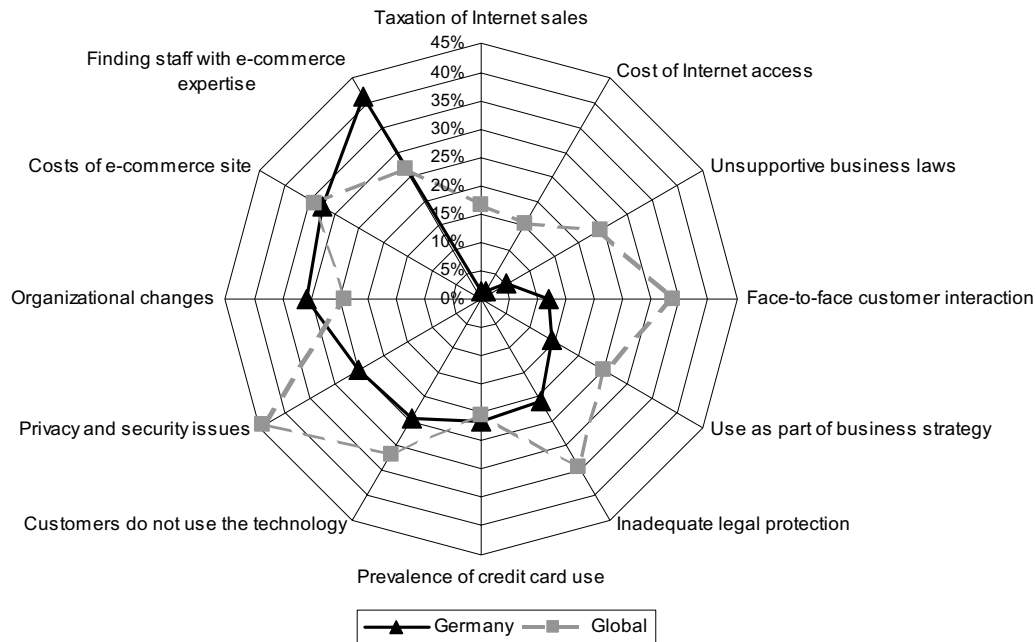 Taxation of Internet sales
Finding staff with e-commerce
expertise
Cost of Internet access
Costs of e-commerce site
Unsupportive business laws
Organizational changes
Face-to-face customer interaction
Privacy and security issues
Use as part of business strategy
Customers do not use the technology
Inadequate legal protection
Prevalence of credit card use
45%
40%
35%
30%
25%
20%
15%
10%
5%
0%
Germany
Global